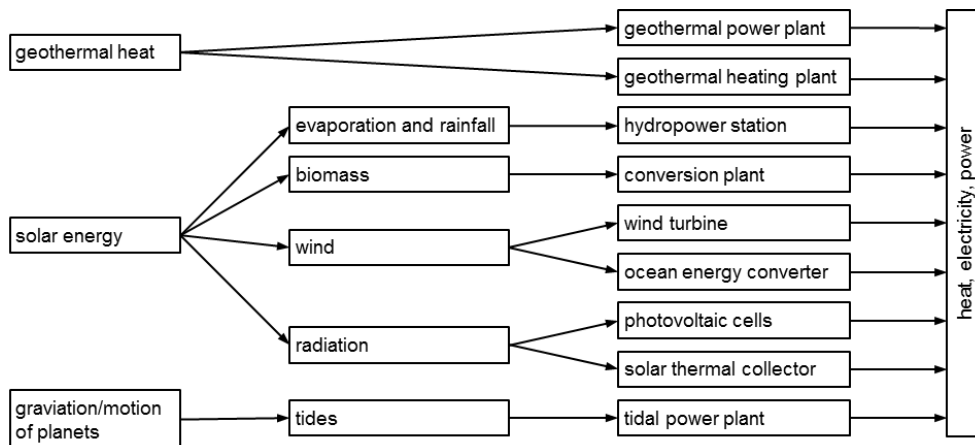 geothermal heat
geothermal power plant
geothermal heating plant
evaporation and rainfall
hydropower station
biomass
conversion plant
solar energy
wind
wind turbine
ocean energy converter
radiation
photovoltaic cells
solar thermal collector
graviation/motion
of planets
tides
tidal power plant
heat, electricity, power